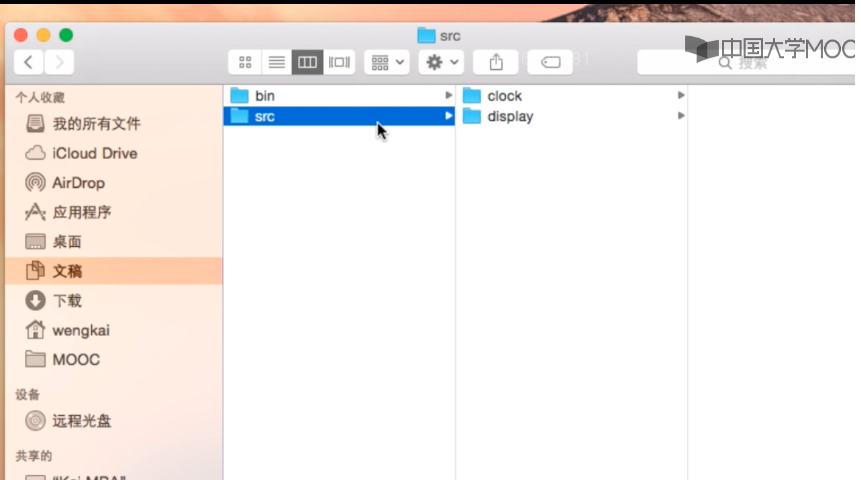 src
中国大学MOO
搜索
个人收藏
我的所有文件
iCloud Drive
AirDrop
应用程序
桌面
文稿
下载
wengkai
MOOC
设备
远程光盘
共享的
bin
src
clock
display